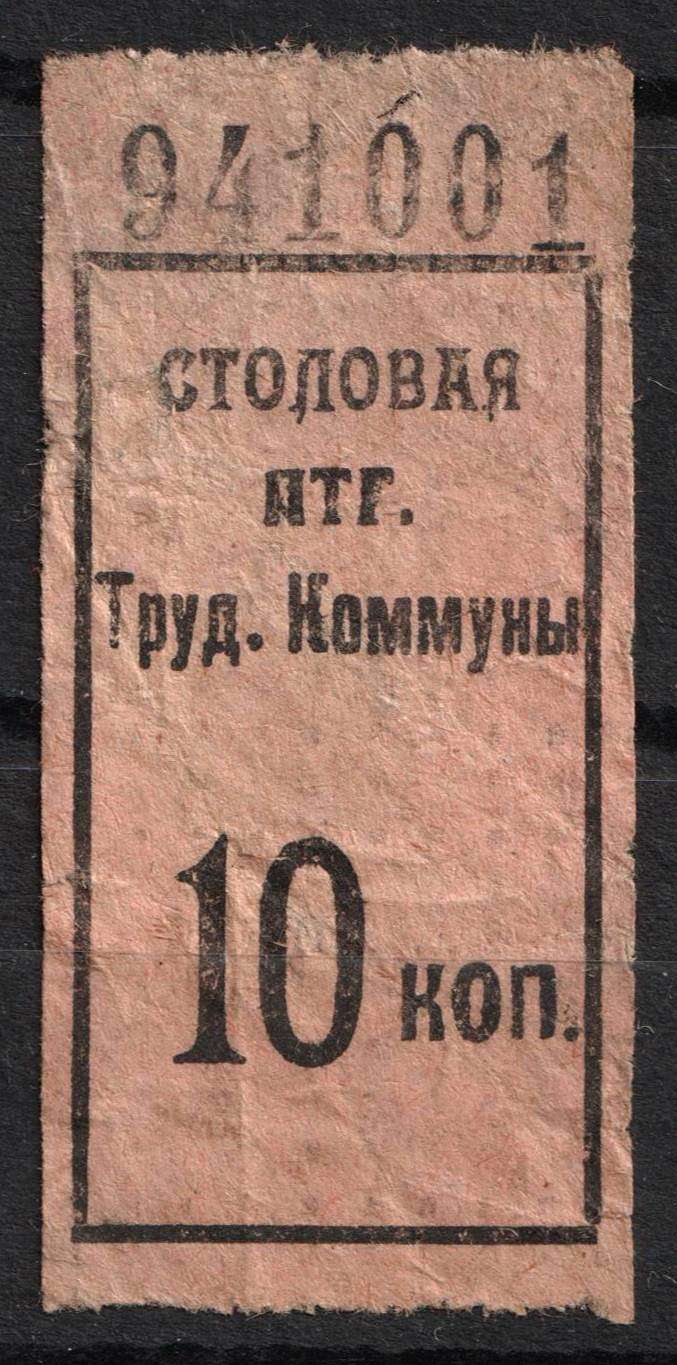 941001
СТОЛОВАЯ
ПТГ.
Труд. Коммуны
10 коп.